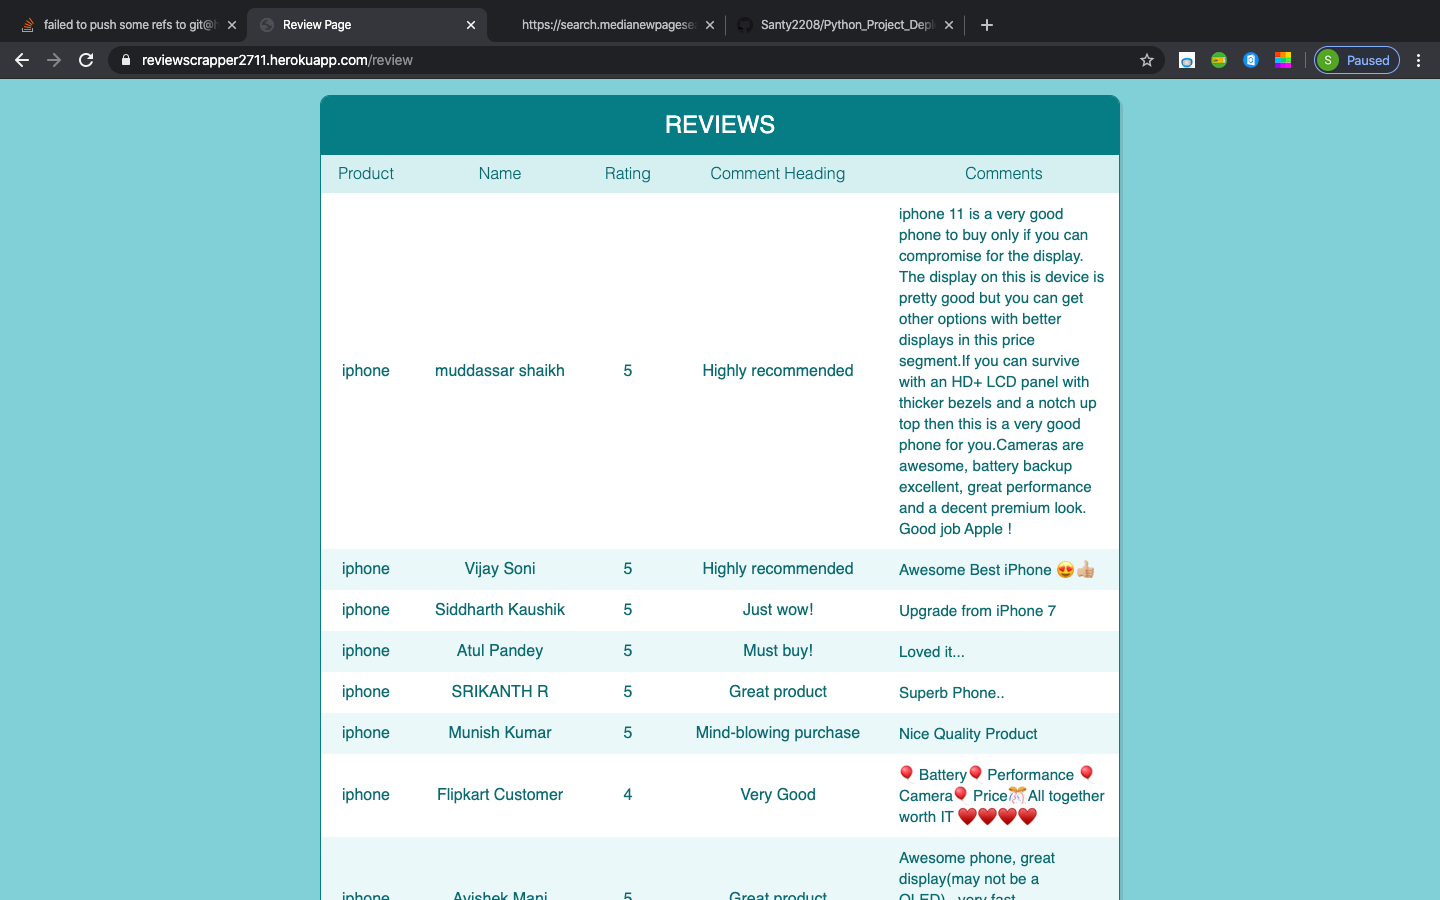 failed to push some refs to git@h
Review Page
https://search.medianewpagese
Santy2208/Python_Project_Depl
reviewscrapper2711.herokuapp.com/review
S Paused
REVIEWS
Product Name Rating Comment Heading Comments
iphone muddassar shaikh 5 Highly recommended
iphone 11 is a very good
phone to buy only if you can
compromise for the display.
The display on this is device is
pretty good but you can get
other options with better
displays in this price
segment.If you can survive
with an HD+ LCD panel with
thicker bezels and a notch up
top then this is a very good
phone for you.Cameras are
awesome, battery backup
excellent, great performance
and a decent premium look.
Good job Apple !
iphone Vijay Soni 5 Highly recommended Awesome Best iPhone 😍👍🏼
iphone Siddharth Kaushik 5 Just wow! Upgrade from iPhone 7
iphone Atul Pandey 5 Must buy! Loved it...
iphone SRIKANTH R 5 Great product Superb Phone..
iphone Munish Kumar 5 Mind-blowing purchase Nice Quality Product
iphone Flipkart Customer 4 Very Good
🎈 Battery🎈 Performance 🎈
Camera🎈 Price🎊All together
worth IT ♥️♥️♥️♥️
iphone Avishek Mani 5 Great product
Awesome phone, great
display(may not be a
OLED)...very fast